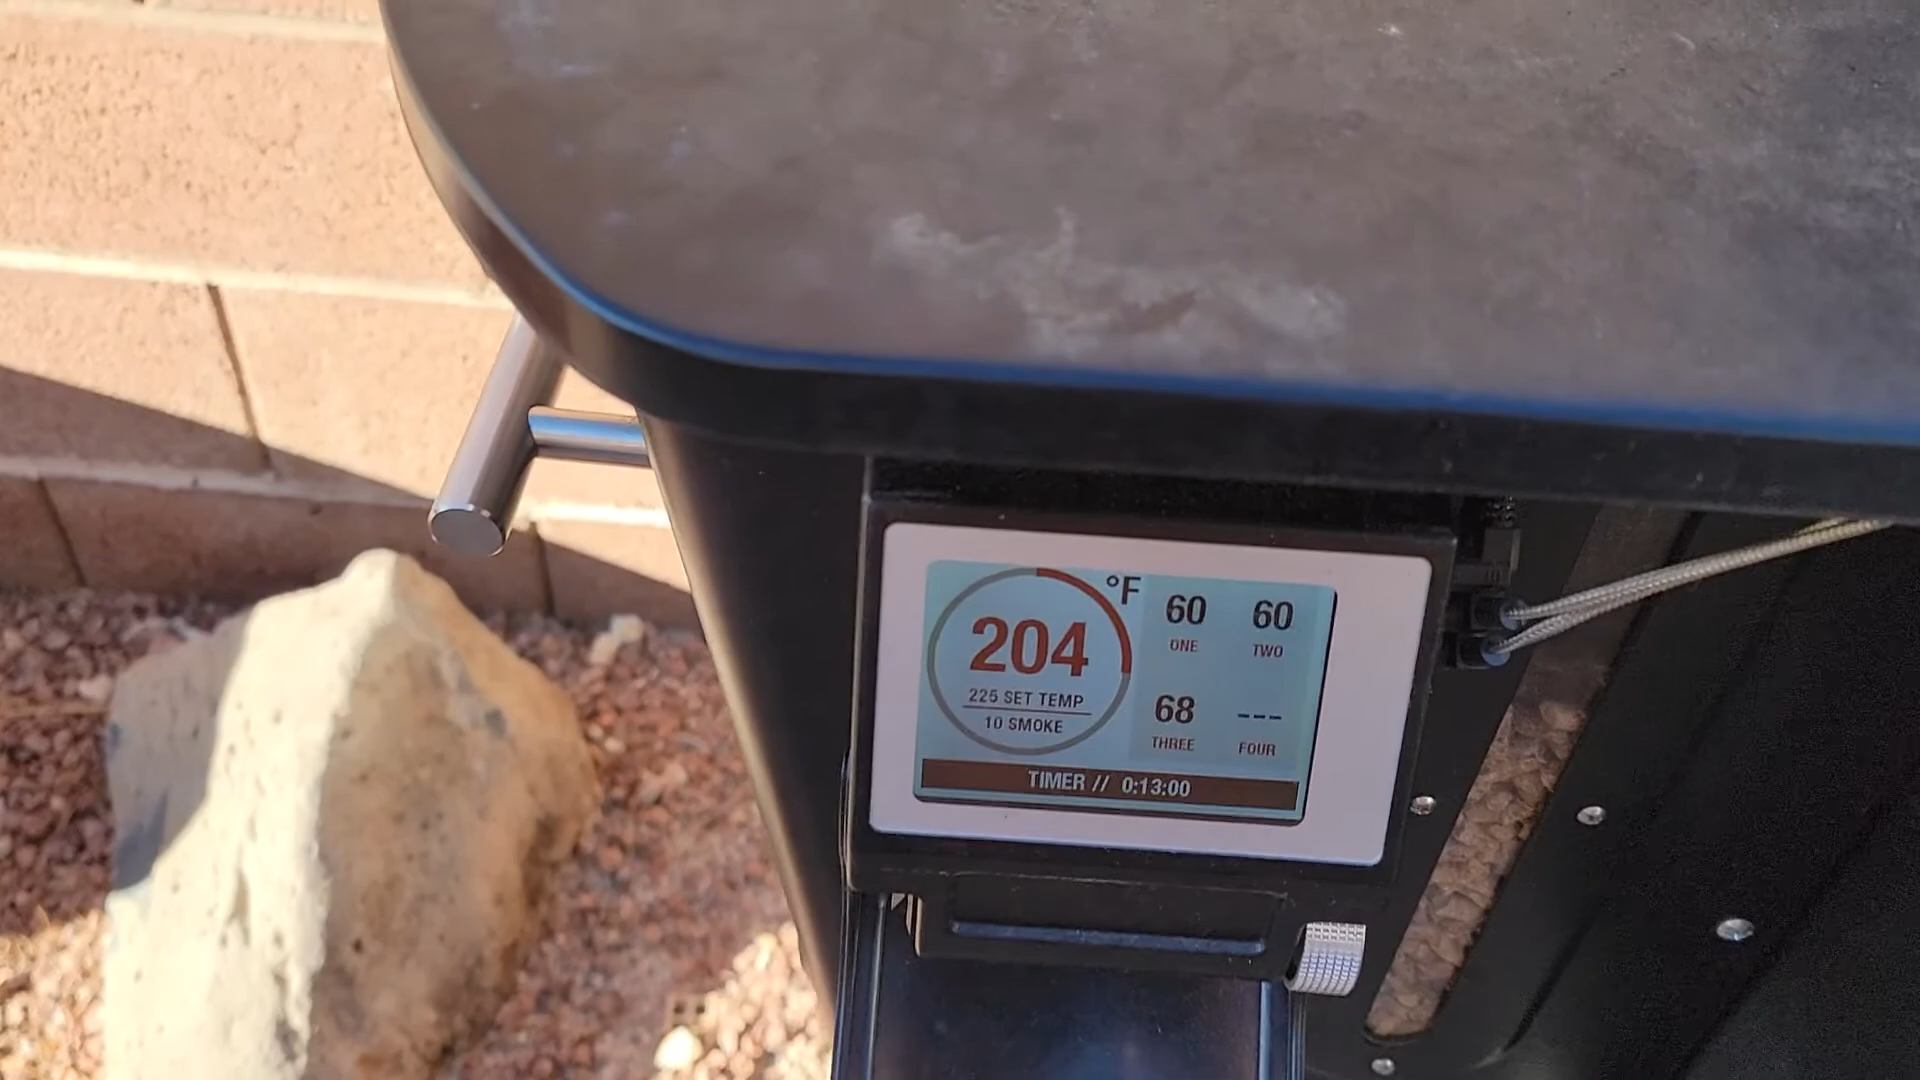 204 °F
225 SET TEMP
10 SMOKE
60 60
ONE TWO
68 ---
THREE FOUR
TIMER // 0:13:00